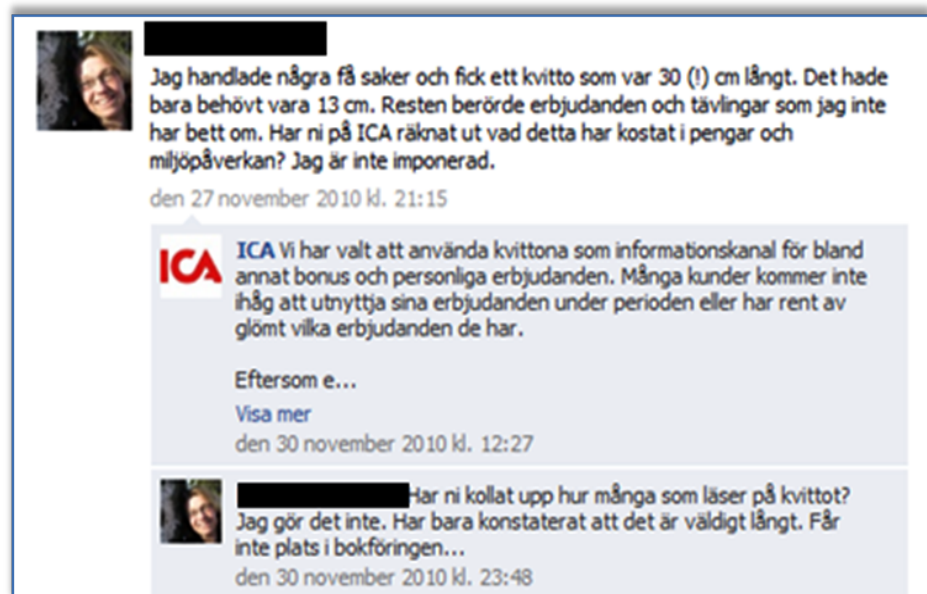 Jag handlade några få saker och fick ett kvitto som var 30 (!) cm långt. Det hade
bara behövt vara 13 cm. Resten berörde erbjudanden och tävlingar som jag inte
har bett om. Har ni på ICA räknat ut vad detta har kostat i pengar och
miljöpåverkan? Jag är inte imponerad.
den 27 november 2010 kl. 21:15
ICA
ICA Vi har valt att använda kvittona som informationskanal för bland
annat bonus och personliga erbjudanden. Många kunder kommer inte
ihåg att utnyttja sina erbjudanden under perioden eller har rent av
glömt vilka erbjudanden de har.
Eftersom e...
Visa mer
den 30 november 2010 kl. 12:27
Har ni kollat upp hur många som läser på kvittot?
Jag gör det inte. Har bara konstaterat att det är väldigt långt. Får
inte plats i bokföringen...
den 30 november 2010 kl. 23:48